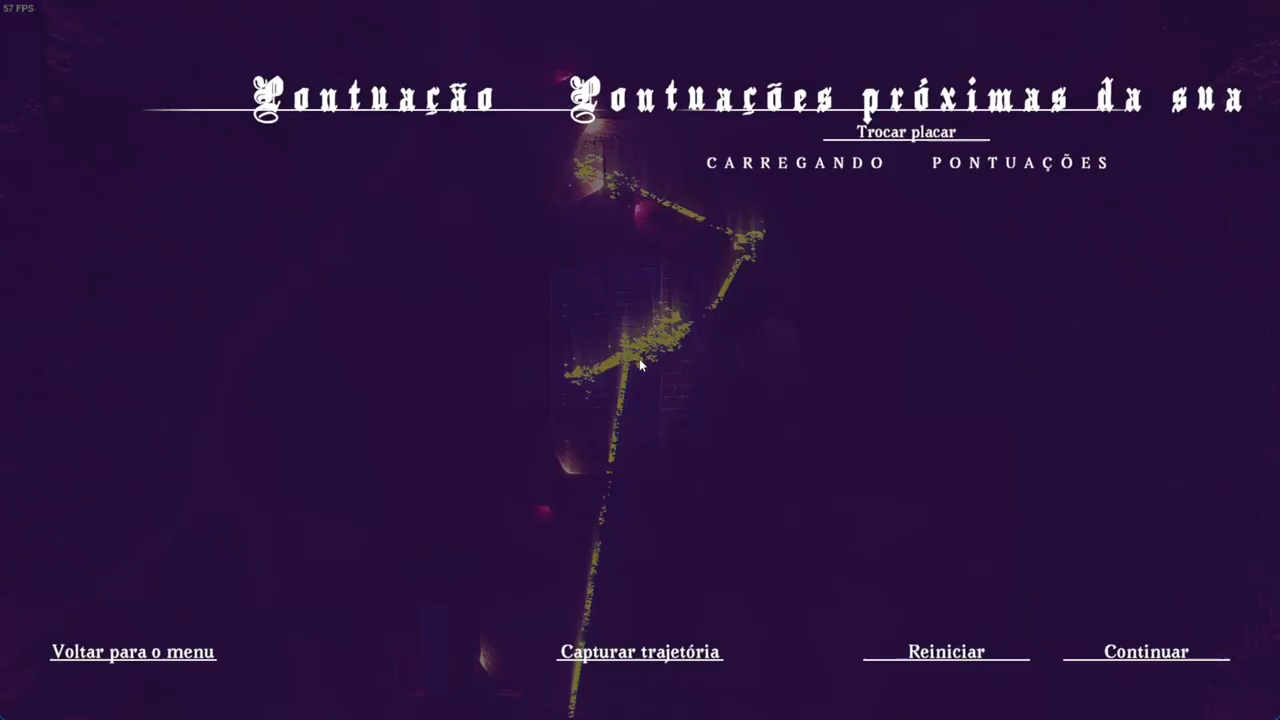 57 FPS
Pontuação
Pontuações próximas da sua
Trocar placar
CARREGANDO PONTUAÇÕES
Voltar para o menu
Capturar trajetória
Reiniciar
Continuar